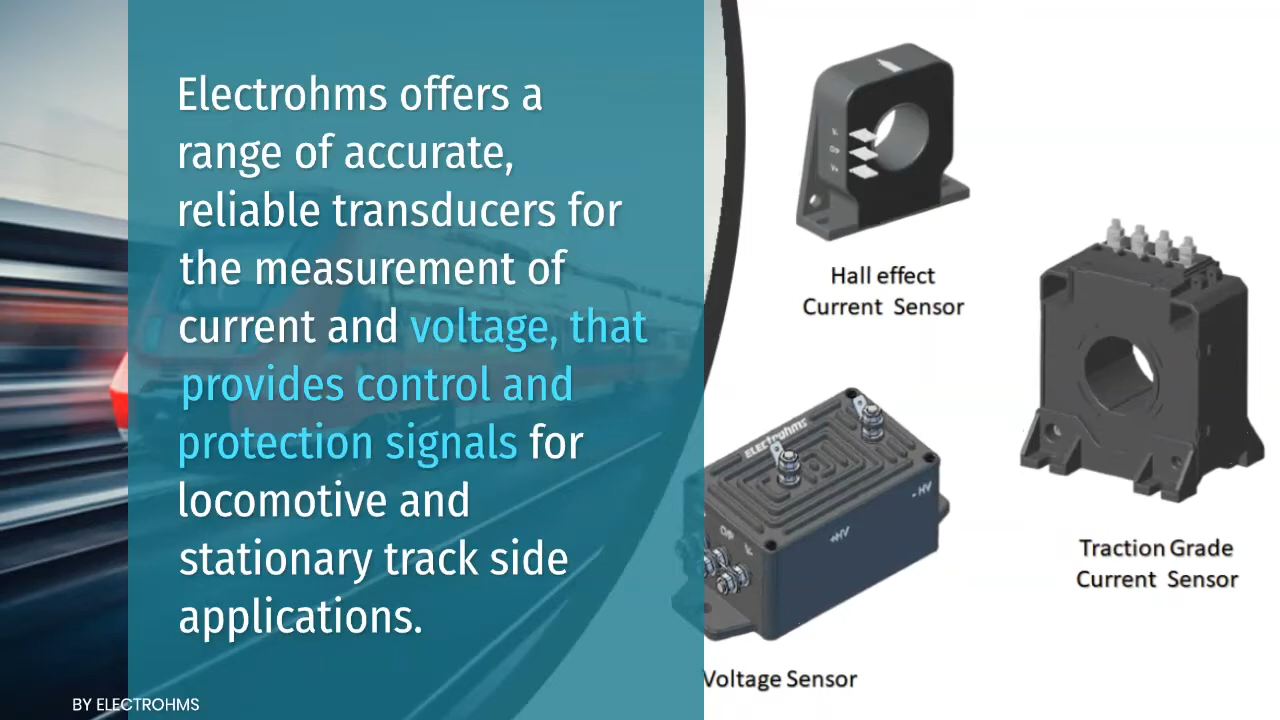 Electrohms offers a
range of accurate,
reliable transducers for
the measurement of
current and voltage, that
provides control and
protection signals for
locomotive and
stationary track side
applications.
BY ELECTROHMS
V-
O/P
V+
Hall effect
Current Sensor
ELECTrohms
- HV
+HV
O/P
Voltage Sensor
Traction Grade
Current Sensor